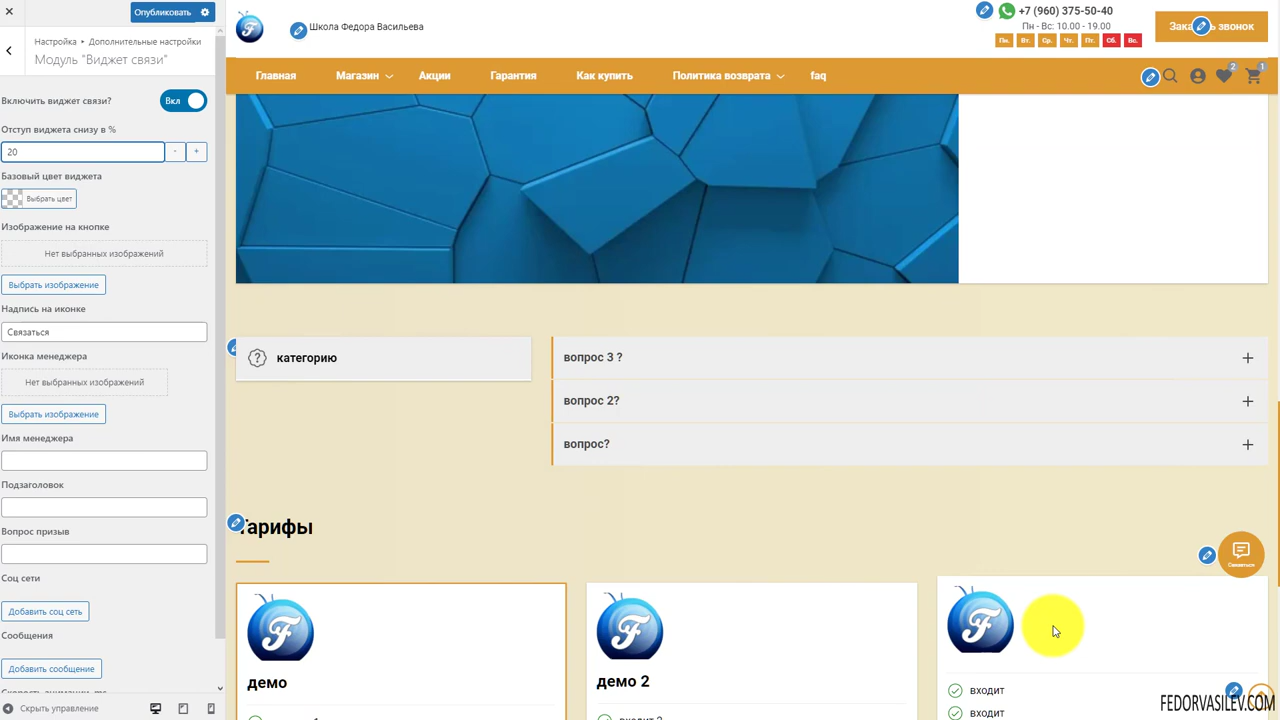 Опубликовать
Настройка ▸ Дополнительные настройки
Модуль "Виджет связи"
Включить виджет связи?
Вкл
Отступ виджета снизу в %
20
-
+
Базовый цвет виджета
Выбрать цвет
Изображение на кнопке
Нет выбранных изображений
Выбрать изображение
Надпись на иконке
Связаться
Иконка менеджера
Нет выбранных изображений
Выбрать изображение
Имя менеджера
Подзаголовок
Вопрос призыв
Соц сети
Добавить соц сеть
Сообщения
Добавить сообщение
Скрыть управление
Школа Федора Васильева
+7 (960) 375-50-40
Пн - Вс: 10.00 - 19.00
Пн. Вт. Ср. Чт. Пт. Сб. Вс.
звонок
Главная Магазин Акции Гарантия Как купить Политика возврата faq
2 1
категорию
вопрос 3 ?
вопрос 2?
вопрос?
Тарифы
Связаться
демо
демо 2
входит
входит
FEDORVASILEV.COM